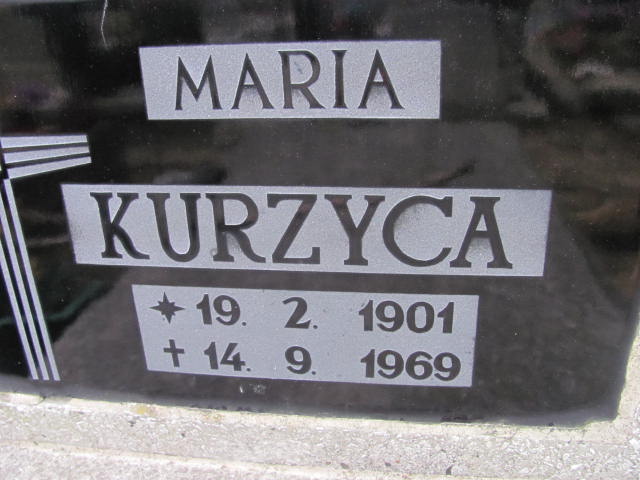 MARIA
KURZYCA
✶ 19. 2. 1901
† 14. 9. 1969